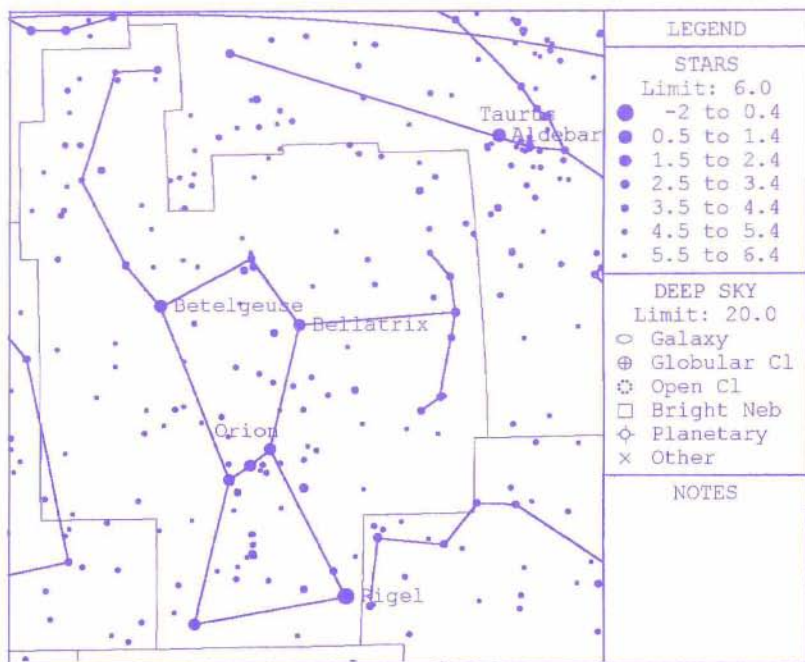 Taurus
Aldebar
Betelgeuse
Bellatrix
Orion
Rigel
LEGEND
STARS
Limit: 6.0
-2 to 0.4
0.5 to 1.4
1.5 to 2.4
2.5 to 3.4
3.5 to 4.4
4.5 to 5.4
5.5 to 6.4
DEEP SKY
Limit: 20.0
Galaxy
Globular Cl
Open Cl
Bright Neb
Planetary
Other
NOTES